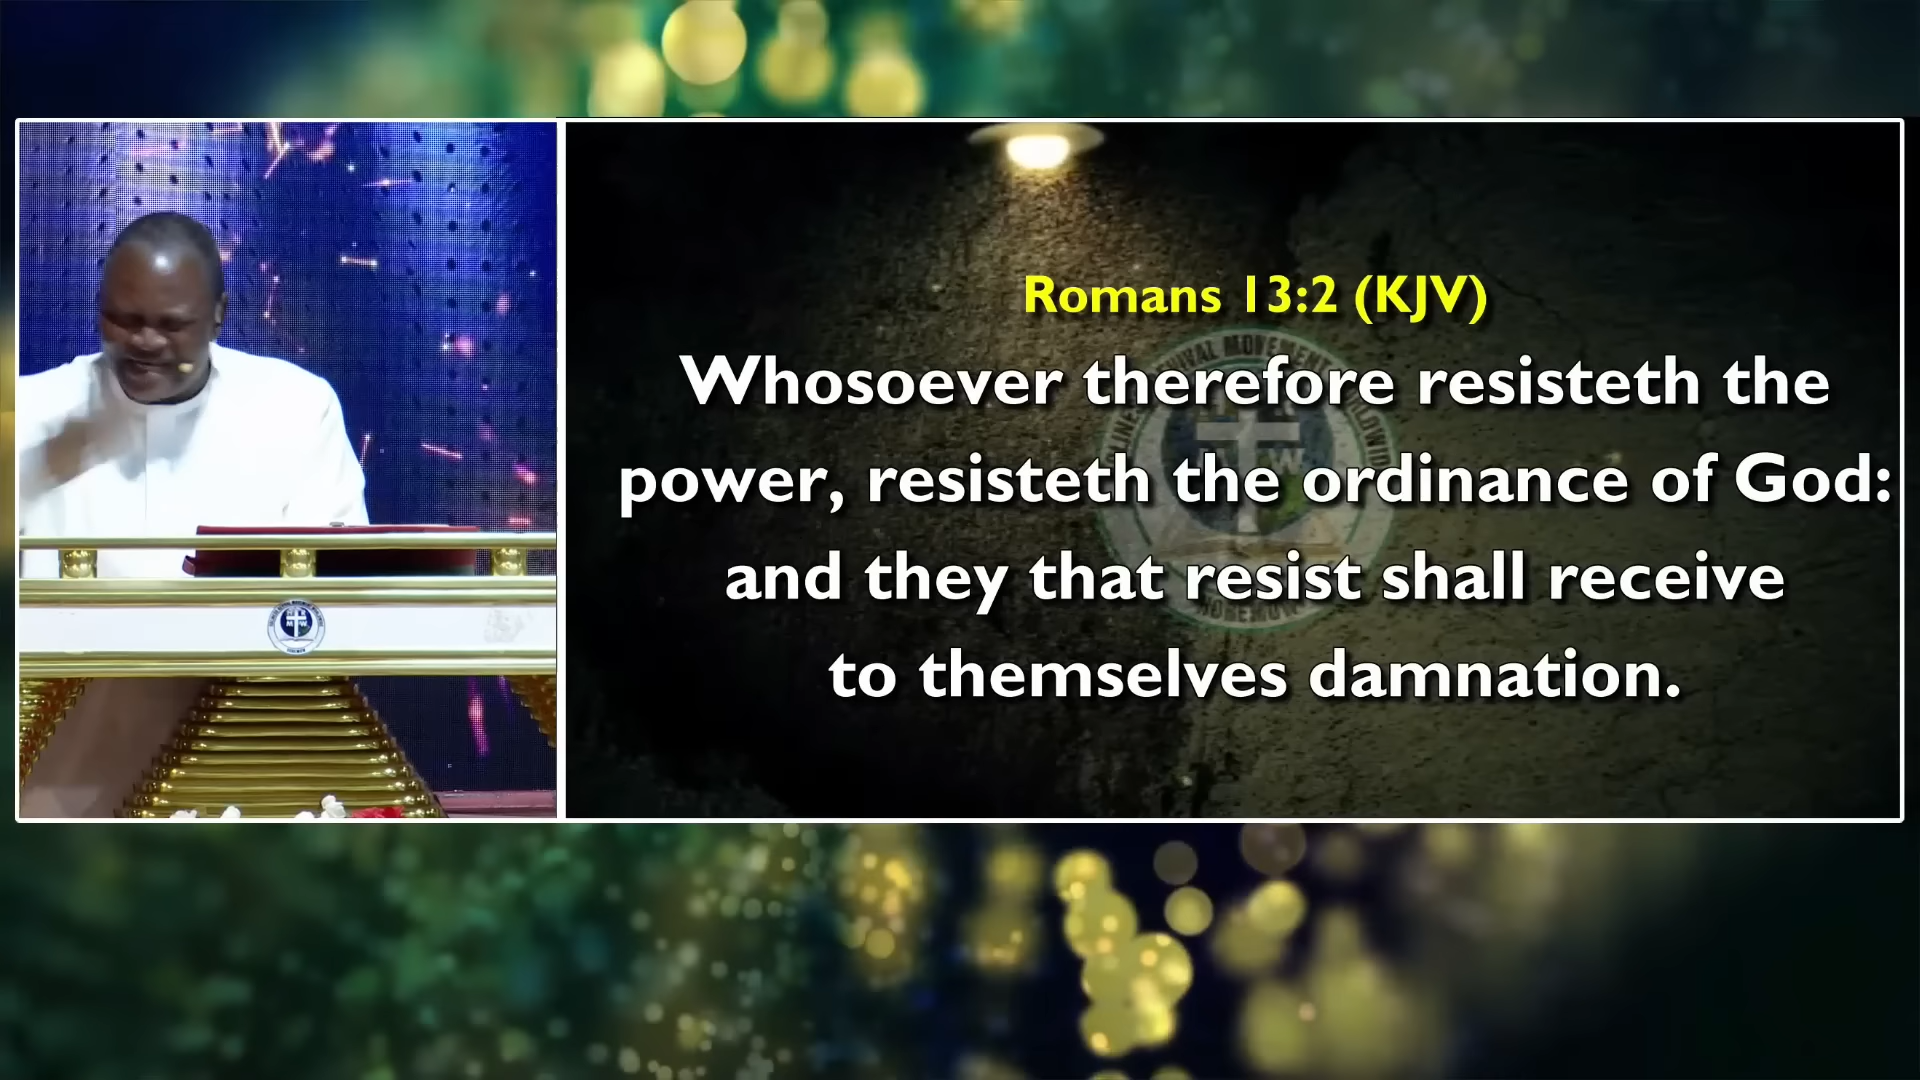 Romans 13:2 (KJV)
Whosoever therefore resisteth the
power, resisteth the ordinance of God:
and they that resist shall receive
to themselves damnation.